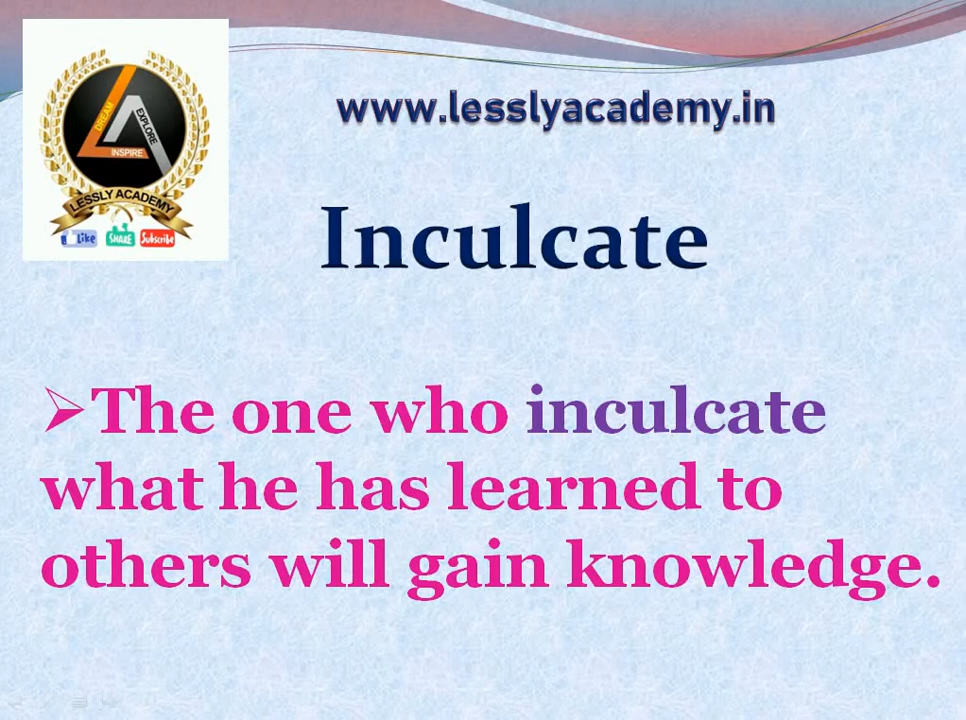 DREAM
EXPLORE
INSPIRE
LESSLY ACADEMY
Like
SHARE
Subscribe
www.lesslyacademy.in
Inculcate
➢The one who inculcate
what he has learned to
others will gain knowledge.